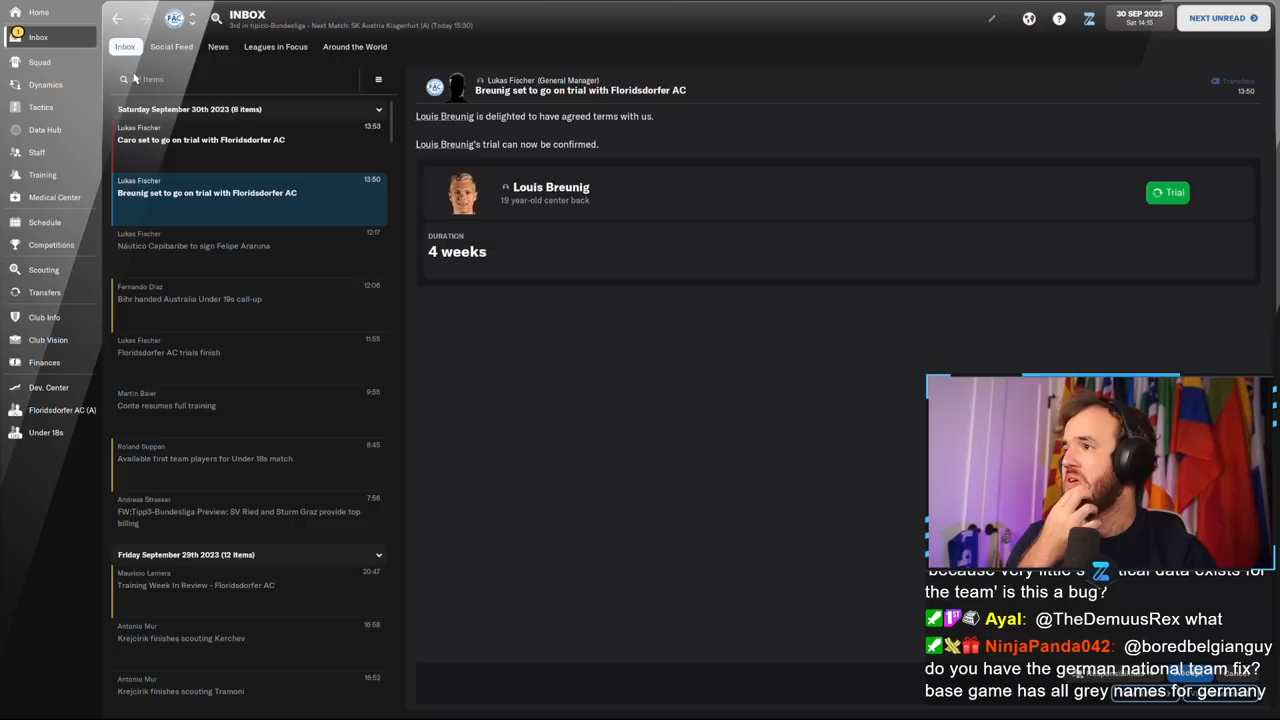 Home
INBOX
3rd in tipico-Bundesliga - Next Match: SK Austria Klagenfurt (A) (Today 15:30)
30 SEP 2023
Sat 14:15
NEXT UNREAD
1
Inbox
Squad
Dynamics
Tactics
Data Hub
Staff
Training
Medical Center
Schedule
Competitions
Scouting
Transfers
Club Info
Club Vision
Finances
Dev. Center
Floridsdorfer AC (A)
Under 18s
Inbox
Social Feed
News
Leagues in Focus
Around the World
Items
Saturday September 30th 2023 (8 items)
Lukas Fischer
13:53
Caro set to go on trial with Floridsdorfer AC
Lukas Fischer
13:50
Breunig set to go on trial with Floridsdorfer AC
Lukas Fischer
12:17
Náutico Capibaribe to sign Felipe Araruna
Fernando Diaz
12:06
Bihr handed Australia Under 19s call-up
Lukas Fischer
11:55
Floridsdorfer AC trials finish
Martin Baier
9:55
Conte resumes full training
Roland Suppan
8:45
Available first team players for Under 18s match
Andreas Strasser
7:56
FW:Tipp3-Bundesliga Preview: SV Ried and Sturm Graz provide top
billing
Friday September 29th 2023 (12 items)
Mauricio Larriera
20:47
Training Week In Review - Floridsdorfer AC
Antonio Mur
16:58
Krejcirik finishes scouting Kerchev
Antonio Mur
16:52
Krejcirik finishes scouting Tramoni
Lukas Fischer (General Manager)
Breunig set to go on trial with Floridsdorfer AC
Transfers
13:50
Louis Breunig is delighted to have agreed terms with us.
Louis Breunig's trial can now be confirmed.
Louis Breunig
19 year-old center back
Trial
DURATION
4 weeks
the team' is this a bug?
Ayal: @TheDemuusRex what
NinjaPanda042: @boredbelgianguy
do you have the german national team fix?
base game has all grey names for germany